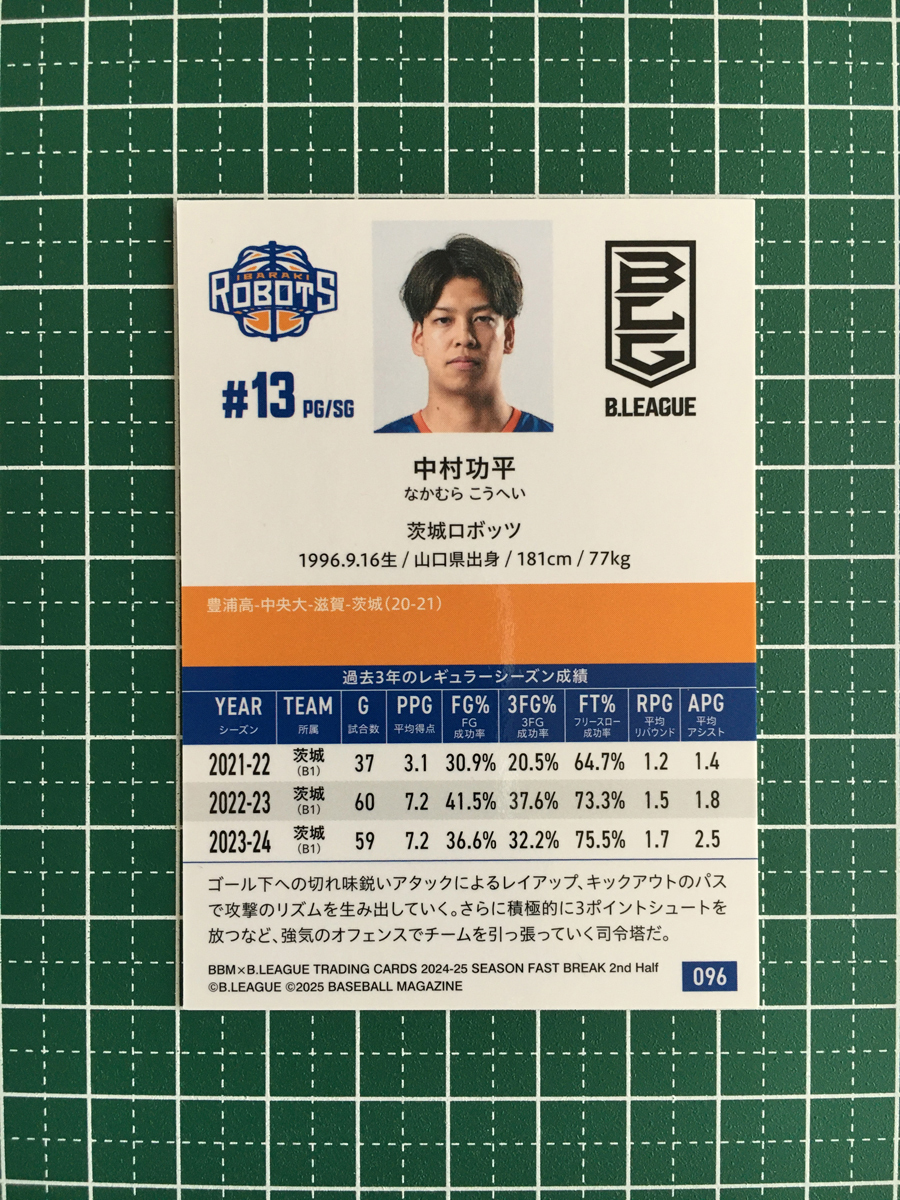 IBARAKI
ROBOTS
#13 PG/SG
BLG
B.LEAGUE
中村功平
なかむら こうへい
茨城ロボッツ
1996.9.16生 / 山口県出身 / 181cm / 77kg
豊浦高-中央大-滋賀-茨城(20-21)
過去3年のレギュラーシーズン成績
YEAR TEAM G PPG FG% 3FG% FT% RPG APG
シーズン 所属 試合数 平均得点 FG成功率 3FG成功率 フリースロー成功率 平均リバウンド 平均アシスト
2021-22 茨城(B1) 37 3.1 30.9% 20.5% 64.7% 1.2 1.4
2022-23 茨城(B1) 60 7.2 41.5% 37.6% 73.3% 1.5 1.8
2023-24 茨城(B1) 59 7.2 36.6% 32.2% 75.5% 1.7 2.5
ゴール下への切れ味鋭いアタックによるレイアップ、キックアウトのパス
で攻撃のリズムを生み出していく。さらに積極的に3ポイントシュートを
放つなど、強気のオフェンスでチームを引っ張っていく司令塔だ。
BBM×B.LEAGUE TRADING CARDS 2024-25 SEASON FAST BREAK 2nd Half
©B.LEAGUE ©2025 BASEBALL MAGAZINE
096